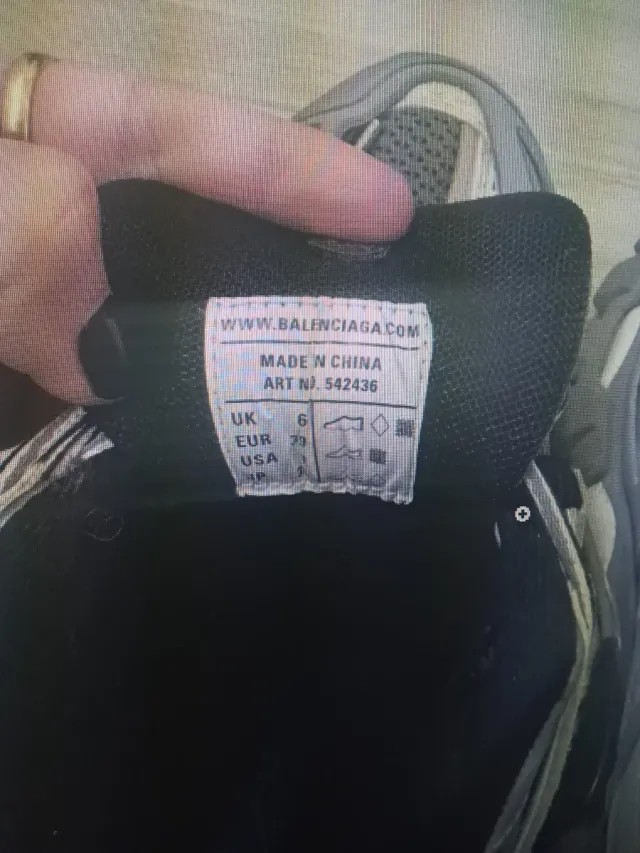 WWW.BALENCIAGA.COM
MADE N CHINA
ART N. 542436
UK 6
EUR
USA